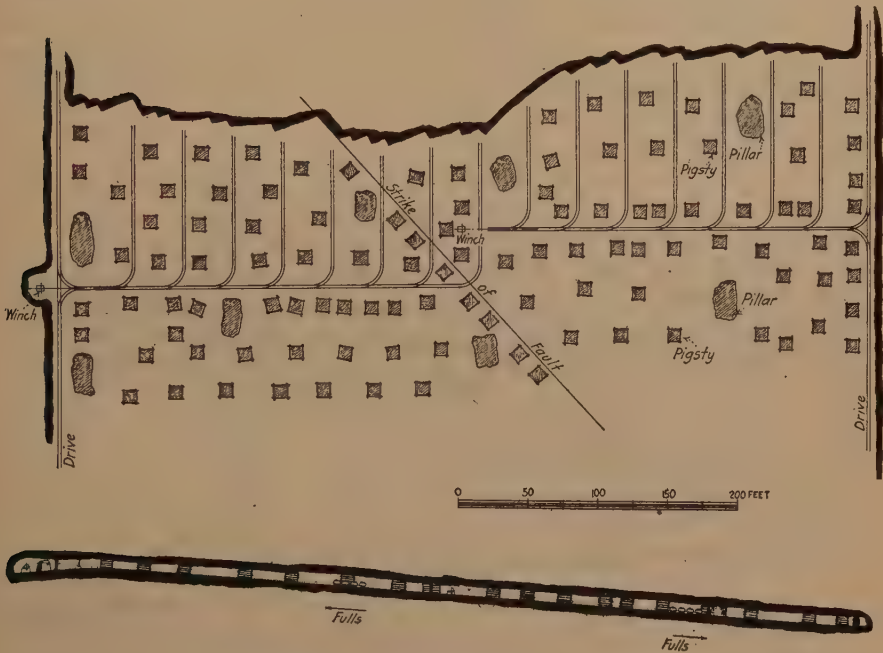 Pillar
Pigsty
Strike
of
Fault
Winch
Winch
Pillar
Pigsty
Drive
Drive
0 50 100 150 200 FEET
Fulls
Fulls